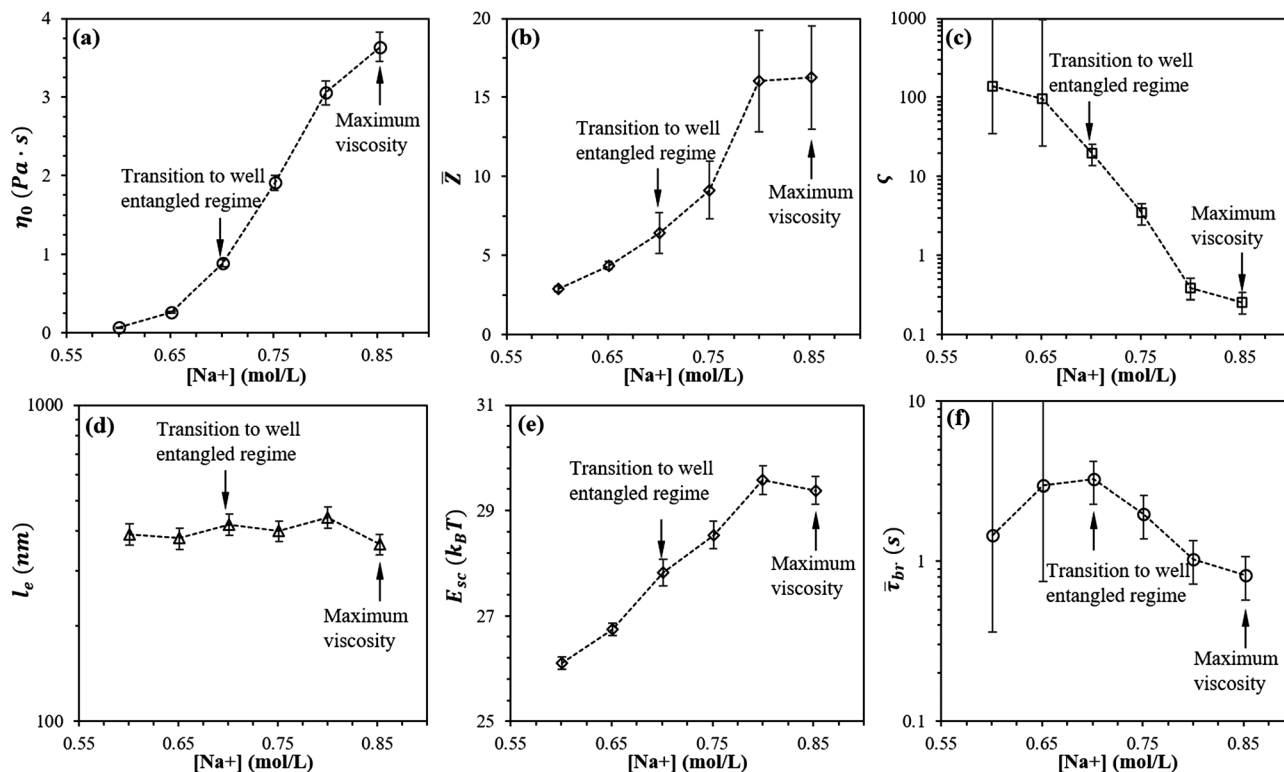 (a)
η0 (Pa · s)
4
3
2
1
0
Transition to well
entangled regime
Maximum
viscosity
0.55
0.65
0.75
0.85
[Na+] (mol/L)
(b)
Z̅
20
15
10
5
0
Transition to well
entangled regime
Maximum
viscosity
0.55
0.65
0.75
0.85
[Na+] (mol/L)
(c)
ς
1000
100
10
1
0.1
Transition to well
entangled regime
Maximum
viscosity
0.55
0.65
0.75
0.85
[Na+] (mol/L)
(d)
le (nm)
1000
100
Transition to well
entangled regime
Maximum
viscosity
0.55
0.65
0.75
0.85
[Na+] (mol/L)
(e)
Esc (kBT)
31
29
27
25
Transition to well
entangled regime
Maximum
viscosity
0.55
0.65
0.75
0.85
[Na+] (mol/L)
(f)
τ̅br (s)
10
1
0.1
Transition to well
entangled regime
Maximum
viscosity
0.55
0.65
0.75
0.85
[Na+] (mol/L)